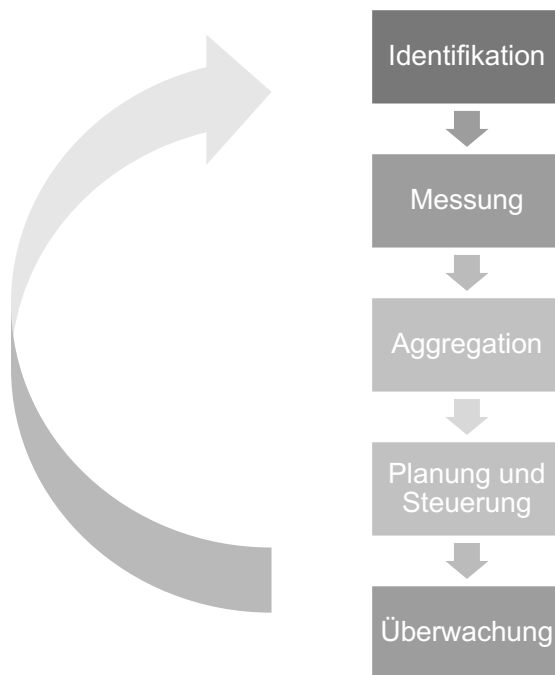 Identifikation
Messung
Aggregation
Planung und
Steuerung
Überwachung